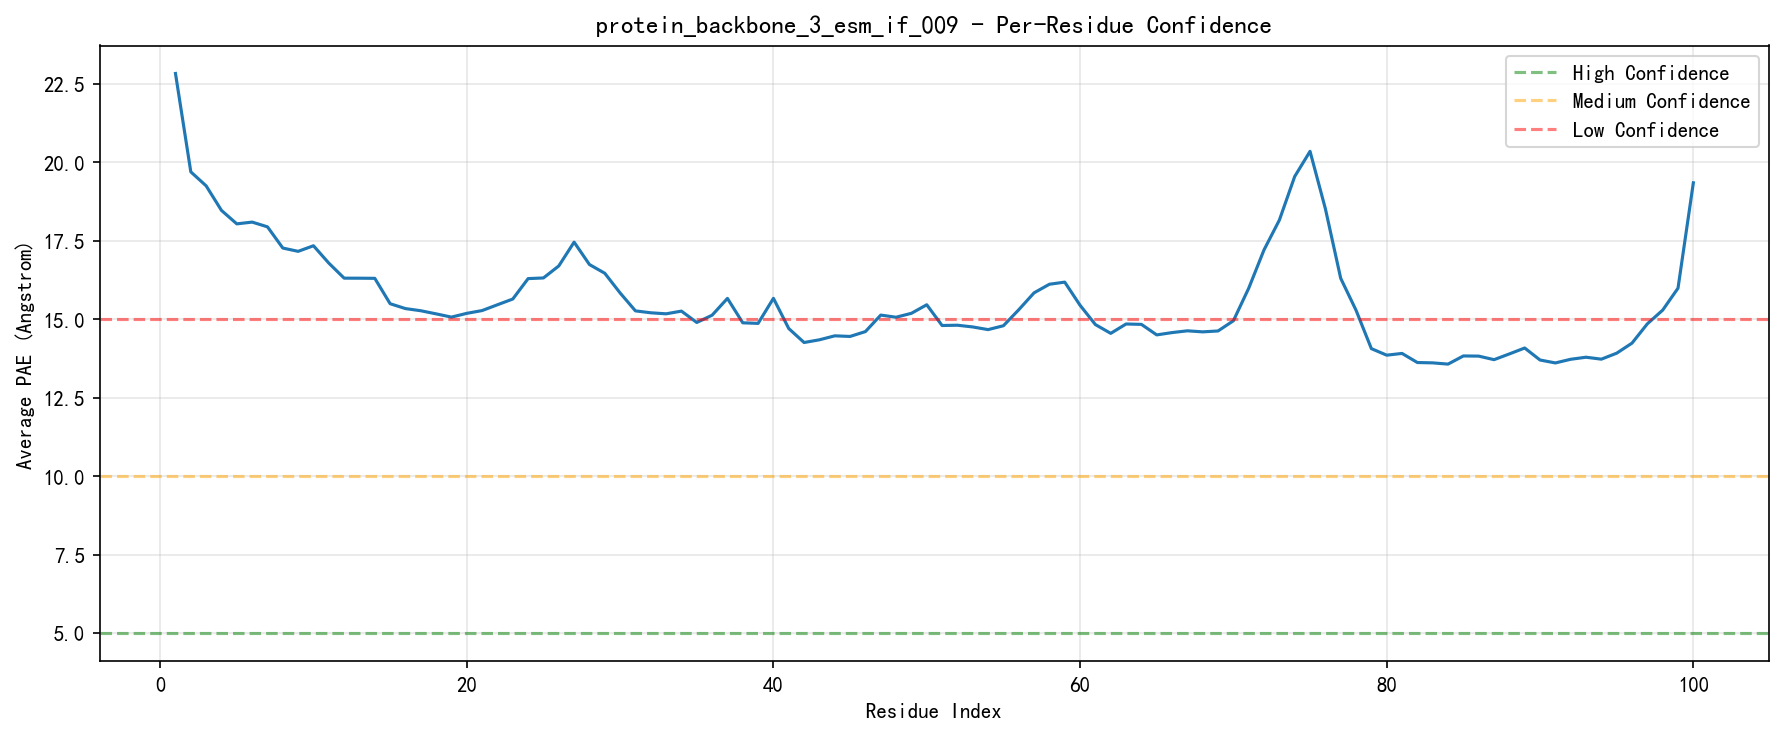 protein_backbone_3_esm_if_009 - Per-Residue Confidence
High Confidence
Medium Confidence
Low Confidence
Average PAE (Angstrom)
22.5
20.0
17.5
15.0
12.5
10.0
7.5
5.0
0 20 40 60 80 100
Residue Index